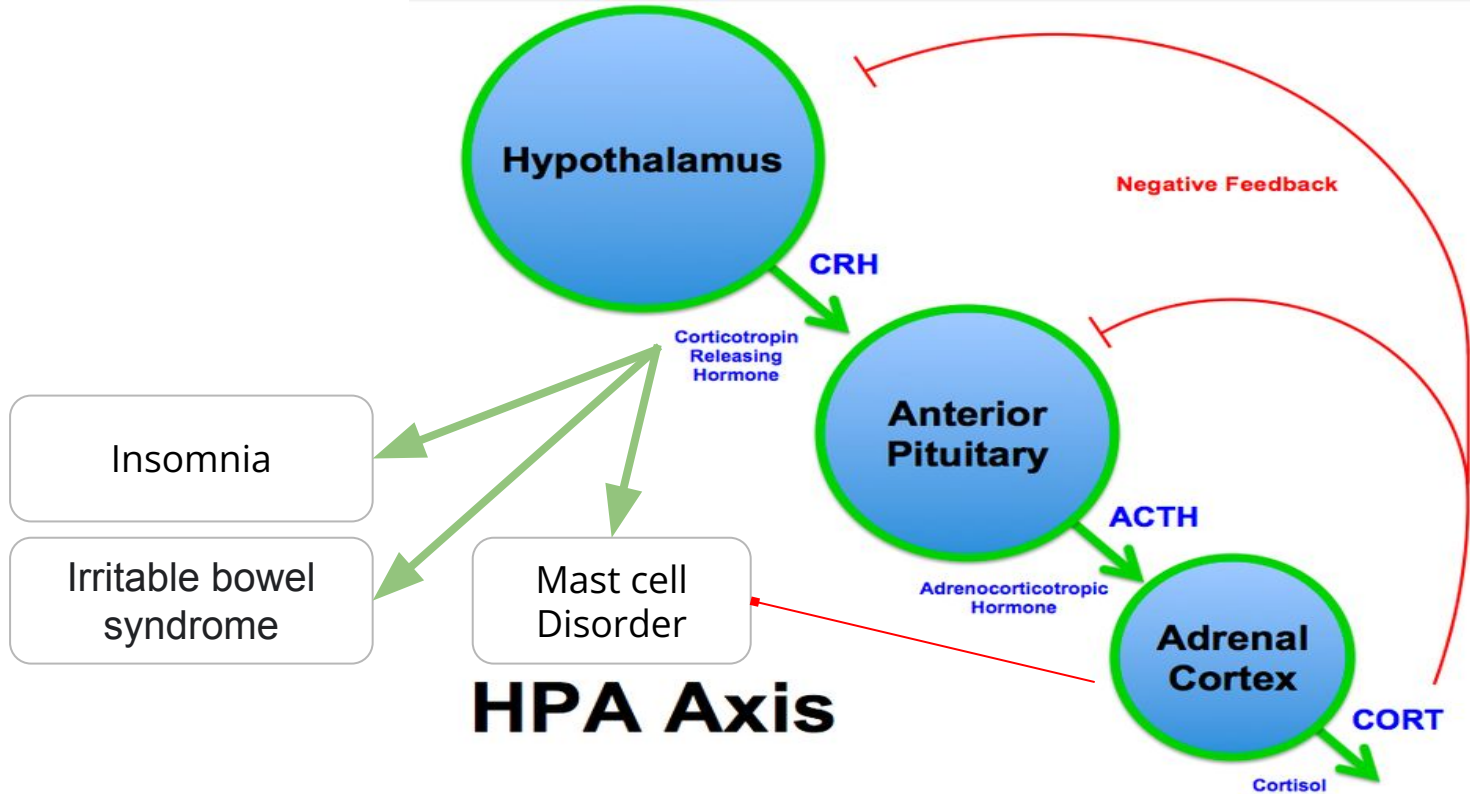 Hypothalamus
Negative Feedback
CRH
Corticotropin
Releasing
Hormone
Anterior
Pituitary
Insomnia
Irritable bowel
syndrome
Mast cell
Disorder
ACTH
Adrenocorticotropic
Hormone
Adrenal
Cortex
HPA Axis
CORT
Cortisol